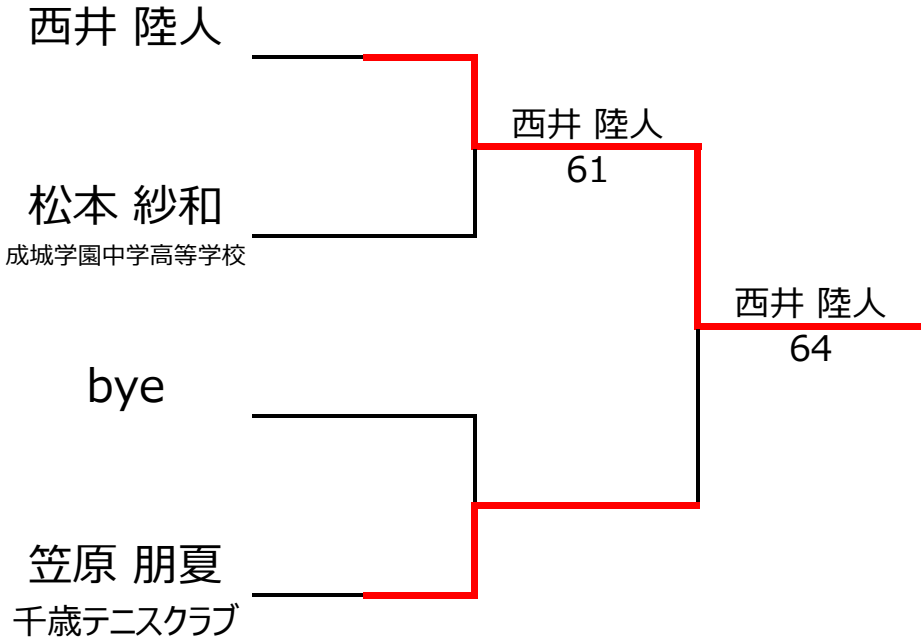 西井 陸人
松本 紗和
成城学園中学高等学校
bye
笠原 朋夏
千歳テニスクラブ
西井 陸人
61
西井 陸人
64